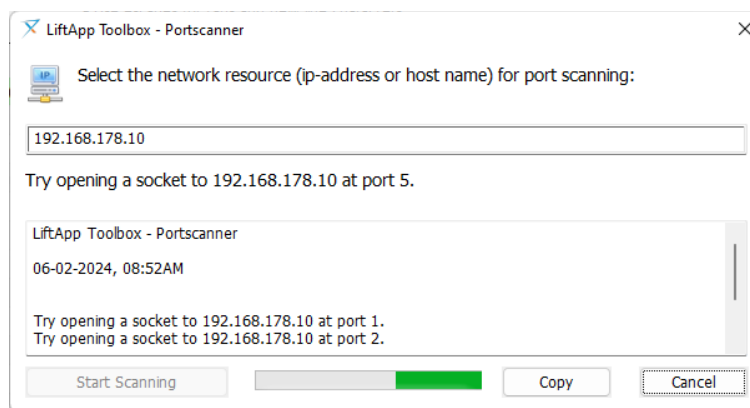 LiftApp Toolbox - Portscanner
IP
Select the network resource (ip-address or host name) for port scanning:
192.168.178.10
Try opening a socket to 192.168.178.10 at port 5.
LiftApp Toolbox - Portscanner
06-02-2024, 08:52AM
Try opening a socket to 192.168.178.10 at port 1.
Try opening a socket to 192.168.178.10 at port 2.
Start Scanning
Copy
Cancel